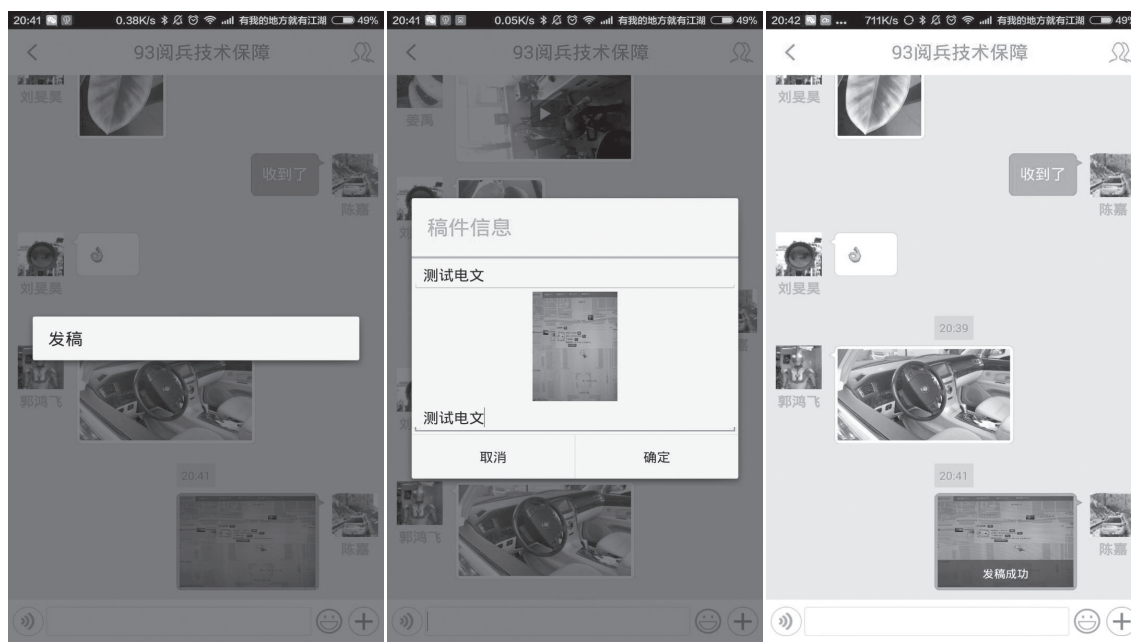 20:41 0.38K/s 有我的地方就有江湖 49%
93阅兵技术保障
刘旻昊
收到了
陈嘉
刘旻昊
发稿
郭鸿飞
20:41
陈嘉
20:41 0.05K/s 有我的地方就有江湖 49%
93阅兵技术保障
姜禹
稿件信息
测试电文
测试电文
取消 确定
郭鸿飞
20:42 ... 711K/s 有我的地方就有江湖 49%
93阅兵技术保障
刘旻昊
收到了
陈嘉
刘旻昊
20:39
郭鸿飞
20:41
陈嘉
发稿成功